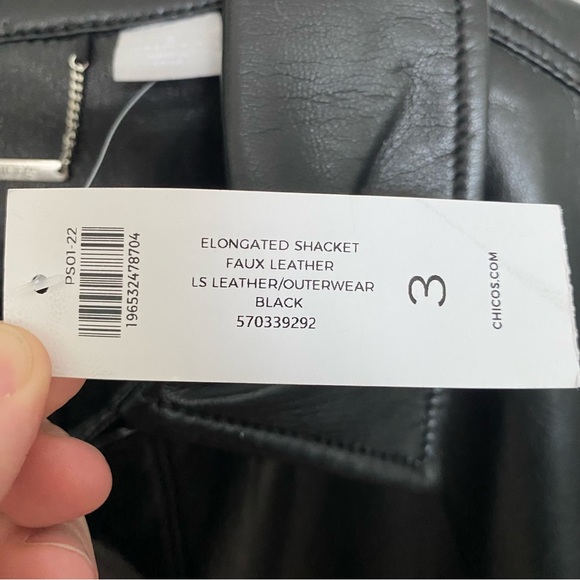 PS01-22
196532478704
ELONGATED SHACKET
FAUX LEATHER
LS LEATHER/OUTERWEAR
BLACK
570339292
3
CHICOS.COM